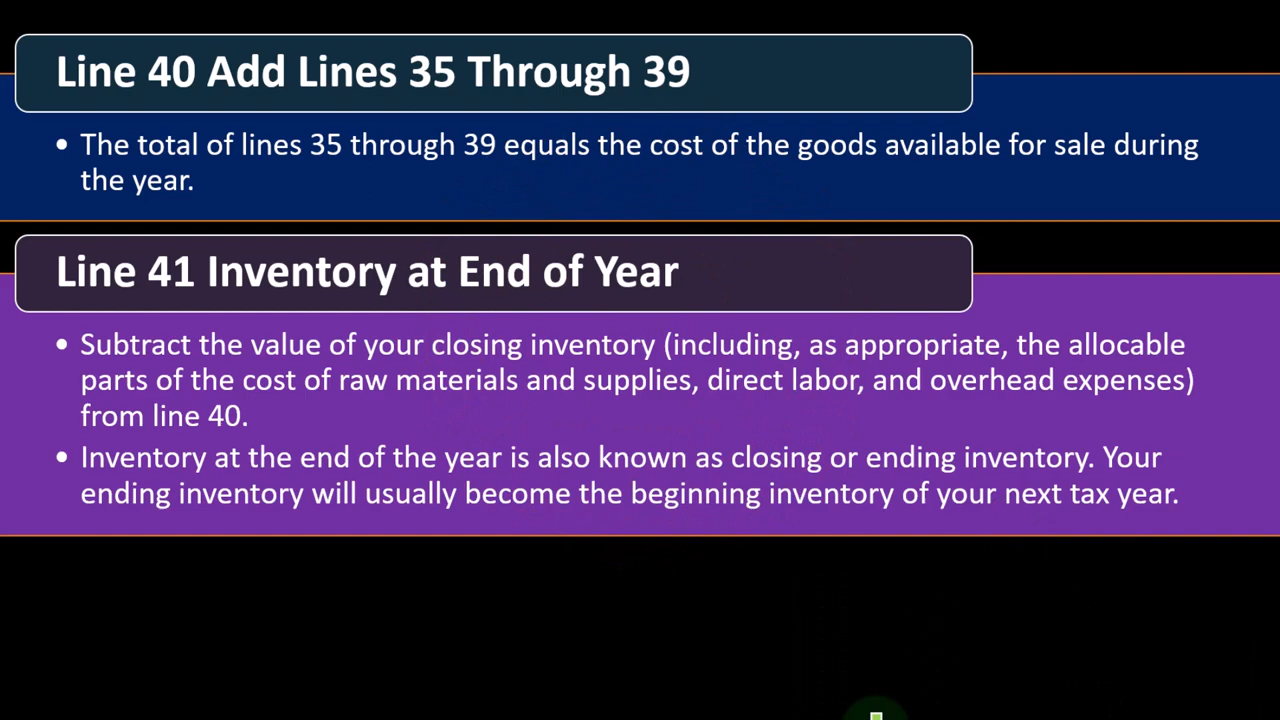 Line 40 Add Lines 35 Through 39
• The total of lines 35 through 39 equals the cost of the goods available for sale during
the year.
Line 41 Inventory at End of Year
• Subtract the value of your closing inventory (including, as appropriate, the allocable
parts of the cost of raw materials and supplies, direct labor, and overhead expenses)
from line 40.
• Inventory at the end of the year is also known as closing or ending inventory. Your
ending inventory will usually become the beginning inventory of your next tax year.